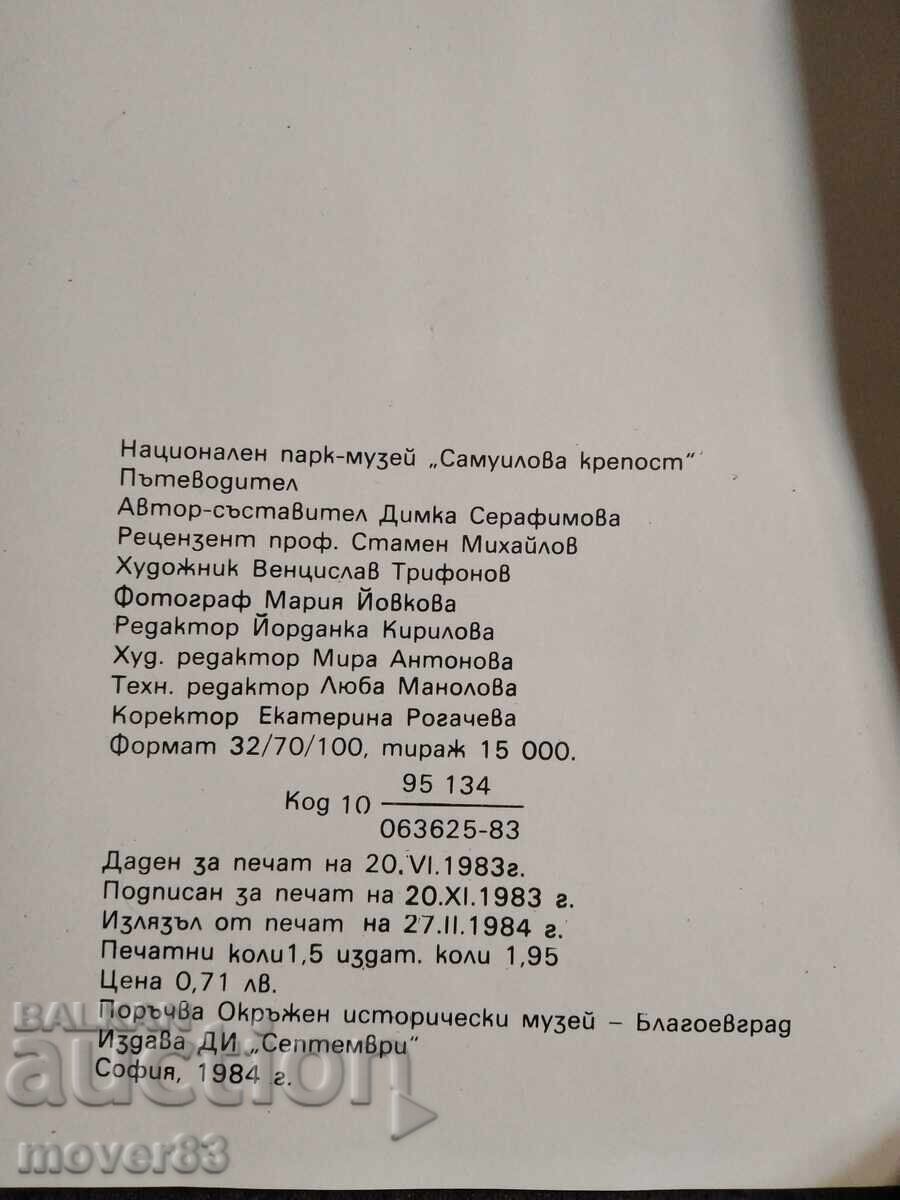 Национален парк-музей „Самуилова крепост“
Пътеводител
Автор-съставител Димка Серафимова
Рецензент проф. Стамен Михайлов
Художник Венцислав Трифонов
Фотограф Мария Йовкова
Редактор Йорданка Кирилова
Худ. редактор Мира Антонова
Техн. редактор Люба Манолова
Коректор Екатерина Рогачева
Формат 32/70/100, тираж 15 000.
95 134
Код 10
063625-83
Даден за печат на 20.VI.1983г.
Подписан за печат на 20.XI.1983 г.
Излязъл от печат на 27.II.1984 г.
Печатни коли1,5 издат. коли 1,95
Цена 0,71 лв.
Поръчва Окръжен исторически музей – Благоевград
Издава ДИ „Септември“
София, 1984 г.
BALKAN
auction
mover83